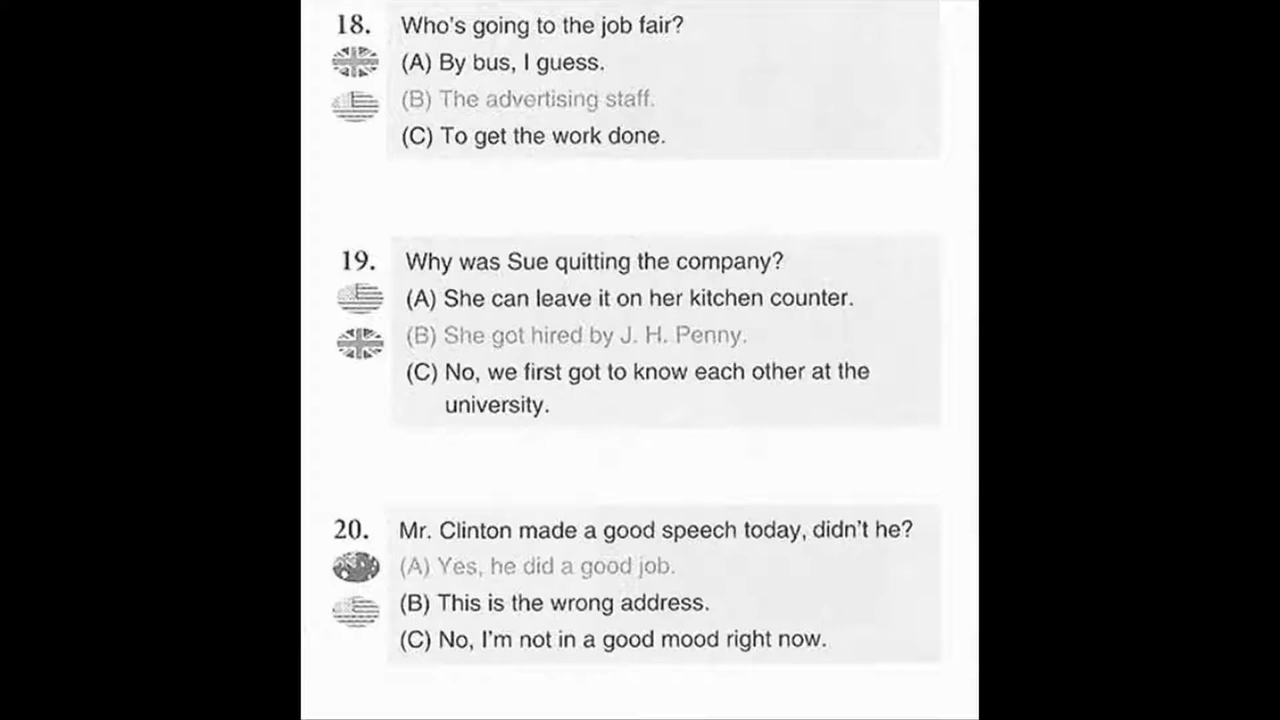 18. Who's going to the job fair?
(A) By bus, I guess.
(B) The advertising staff.
(C) To get the work done.
19. Why was Sue quitting the company?
(A) She can leave it on her kitchen counter.
(B) She got hired by J. H. Penny.
(C) No, we first got to know each other at the
university.
20. Mr. Clinton made a good speech today, didn't he?
(A) Yes, he did a good job.
(B) This is the wrong address.
(C) No, I'm not in a good mood right now.